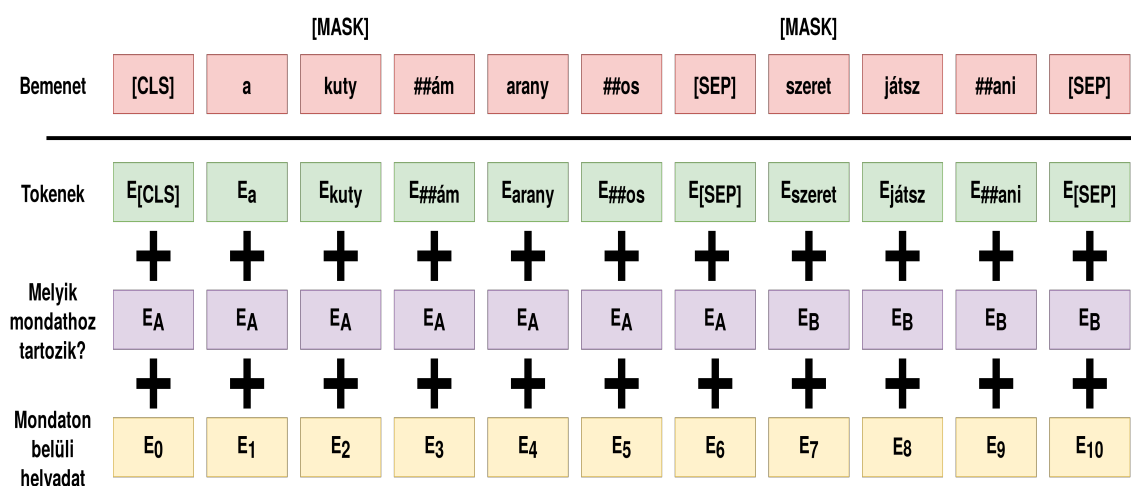 [MASK] [MASK]
Bemenet [CLS] a kuty ##ám arany ##os [SEP] szeret játsz ##ani [SEP]
Tokenek E[CLS] Ea Ekuty E##ám Earany E##os E[SEP] Eszeret Ejátsz E##ani E[SEP]
+ + + + + + + + + + +
Melyik
mondathoz
tartozik?
EA EA EA EA EA EA EA EB EB EB EB
+ + + + + + + + + + +
Mondaton
belüli
helyadat
E0 E1 E2 E3 E4 E5 E6 E7 E8 E9 E10